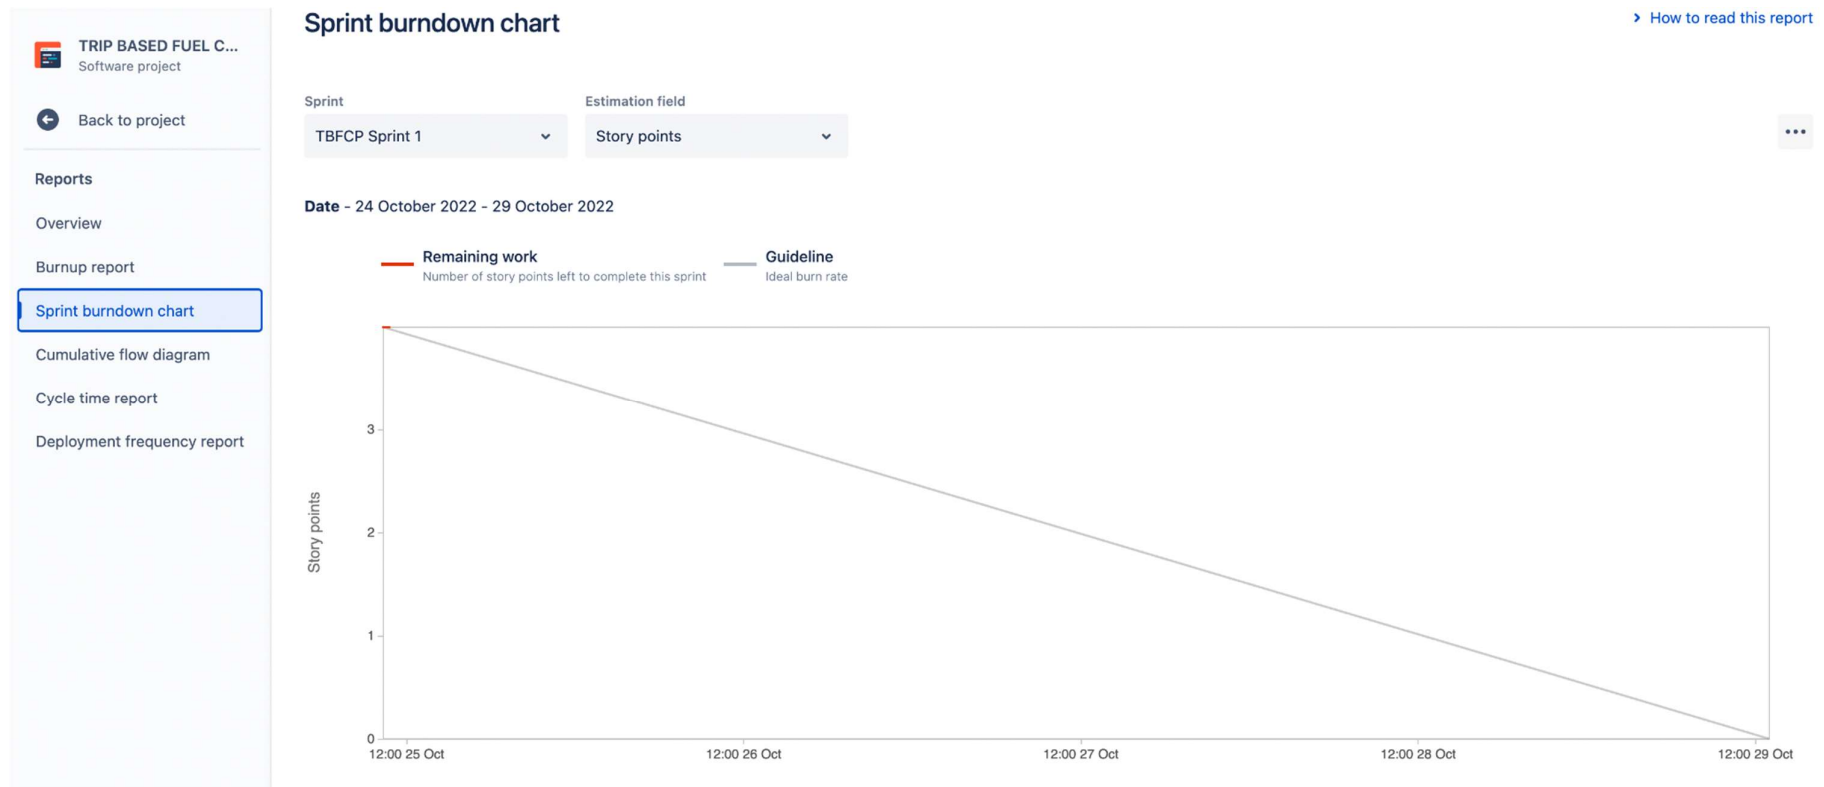 Sprint burndown chart
How to read this report
TRIP BASED FUEL C...
Software project
Back to project
Reports
Overview
Burnup report
Sprint burndown chart
Cumulative flow diagram
Cycle time report
Deployment frequency report
Sprint
Estimation field
TBFCP Sprint 1
Story points
Date - 24 October 2022 - 29 October 2022
Remaining work
Number of story points left to complete this sprint
Guideline
Ideal burn rate
Story points
3
2
1
0
12:00 25 Oct
12:00 26 Oct
12:00 27 Oct
12:00 28 Oct
12:00 29 Oct